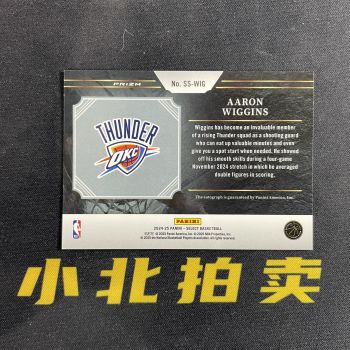 PRIZM
No. SS-WIG
AARON
WIGGINS
Wiggins has become an invaluable member
of a rising Thunder squad as a shooting guard
who can eat up valuable minutes and even
give you a spot start when needed. He showed
off his smooth skills during a four-game
November 2024 stretch in which he averaged
double figures in scoring.
The autograph is guaranteed by Panini America, Inc.
THUNDER
OKC
PANINI
2024-25 PANINI - SELECT BASKETBALL
小北拍卖